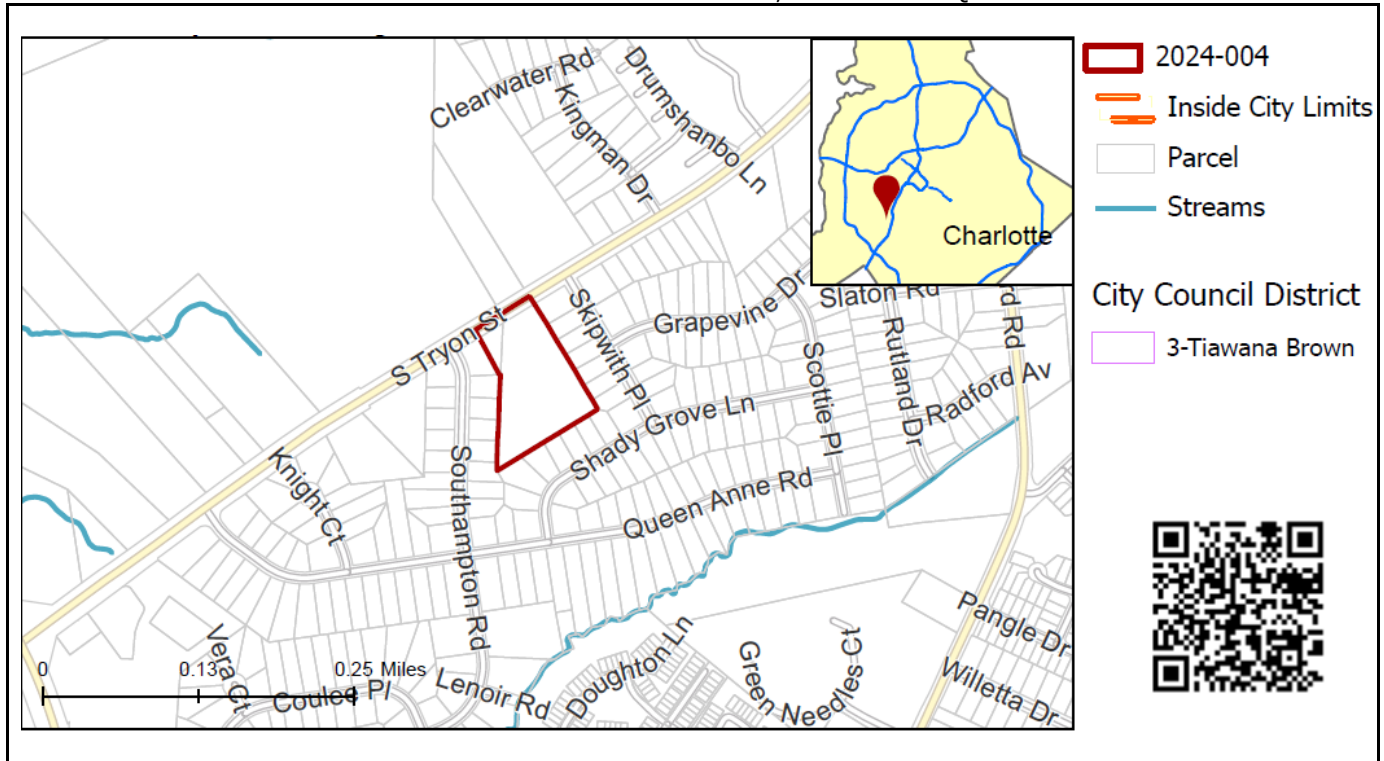 Clearwater Rd
Drumshanbo Ln
Kingman Dr
Charlotte
S Tryon St
Skipwith Pl
Grapevine Dr
Slaton Rd
rd Rd
Scottie Pl
Rutland Dr
Radford Av
Shady Grove Ln
Southampton Rd
Knight Ct
Queen Anne Rd
Pangle Dr
Vera Ct
0
0.13
0.25 Miles
Coulee Pl
Lenoir Rd
Doughton Ln
Green Needles Ct
Willetta Dr
2024-004
Inside City Limits
Parcel
Streams
City Council District
3-Tiawana Brown